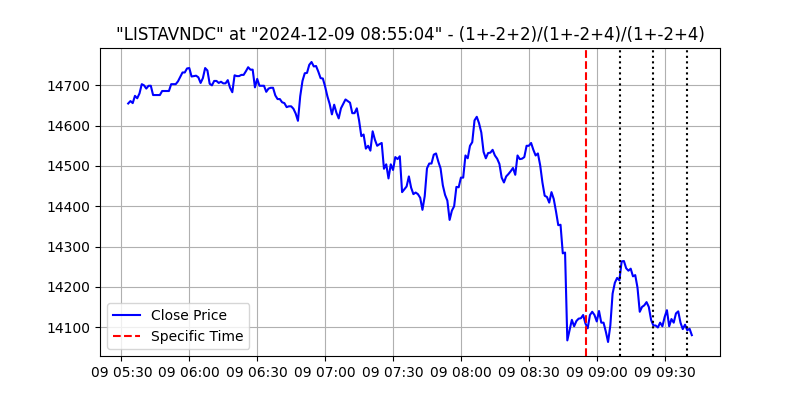 "LISTAVNDC" at "2024-12-09 08:55:04" - (1+-2+2)/(1+-2+4)/(1+-2+4)
14700
14600
14500
14400
14300
14200
14100
Close Price
Specific Time
09 05:30 09 06:00 09 06:30 09 07:00 09 07:30 09 08:00 09 08:30 09 09:00 09 09:30